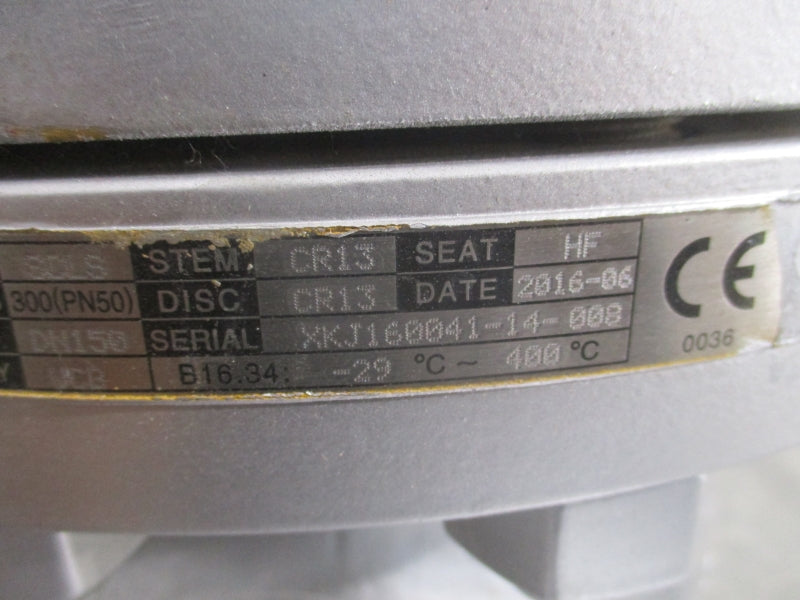 STEM CR13 SEAT HF
300(PN50) DISC CR13 DATE 2016-06
DN150 SERIAL XKJ160041-14-008
B16.34: -29 °C ~ 400 °C
CE
0036